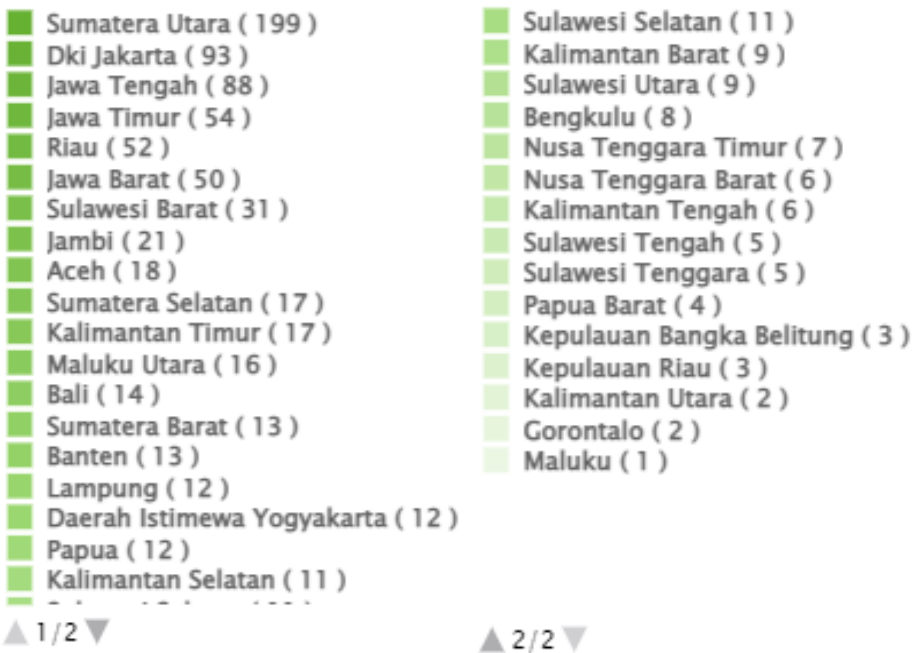 Sumatera Utara ( 199 )
Dki Jakarta ( 93 )
Jawa Tengah ( 88 )
Jawa Timur ( 54 )
Riau ( 52 )
Jawa Barat ( 50 )
Sulawesi Barat ( 31 )
Jambi ( 21 )
Aceh ( 18 )
Sumatera Selatan ( 17 )
Kalimantan Timur ( 17 )
Maluku Utara ( 16 )
Bali ( 14 )
Sumatera Barat ( 13 )
Banten ( 13 )
Lampung ( 12 )
Daerah Istimewa Yogyakarta ( 12 )
Papua ( 12 )
Kalimantan Selatan ( 11 )
1/2
Sulawesi Selatan ( 11 )
Kalimantan Barat ( 9 )
Sulawesi Utara ( 9 )
Bengkulu ( 8 )
Nusa Tenggara Timur ( 7 )
Nusa Tenggara Barat ( 6 )
Kalimantan Tengah ( 6 )
Sulawesi Tengah ( 5 )
Sulawesi Tenggara ( 5 )
Papua Barat ( 4 )
Kepulauan Bangka Belitung ( 3 )
Kepulauan Riau ( 3 )
Kalimantan Utara ( 2 )
Gorontalo ( 2 )
Maluku ( 1 )
2/2